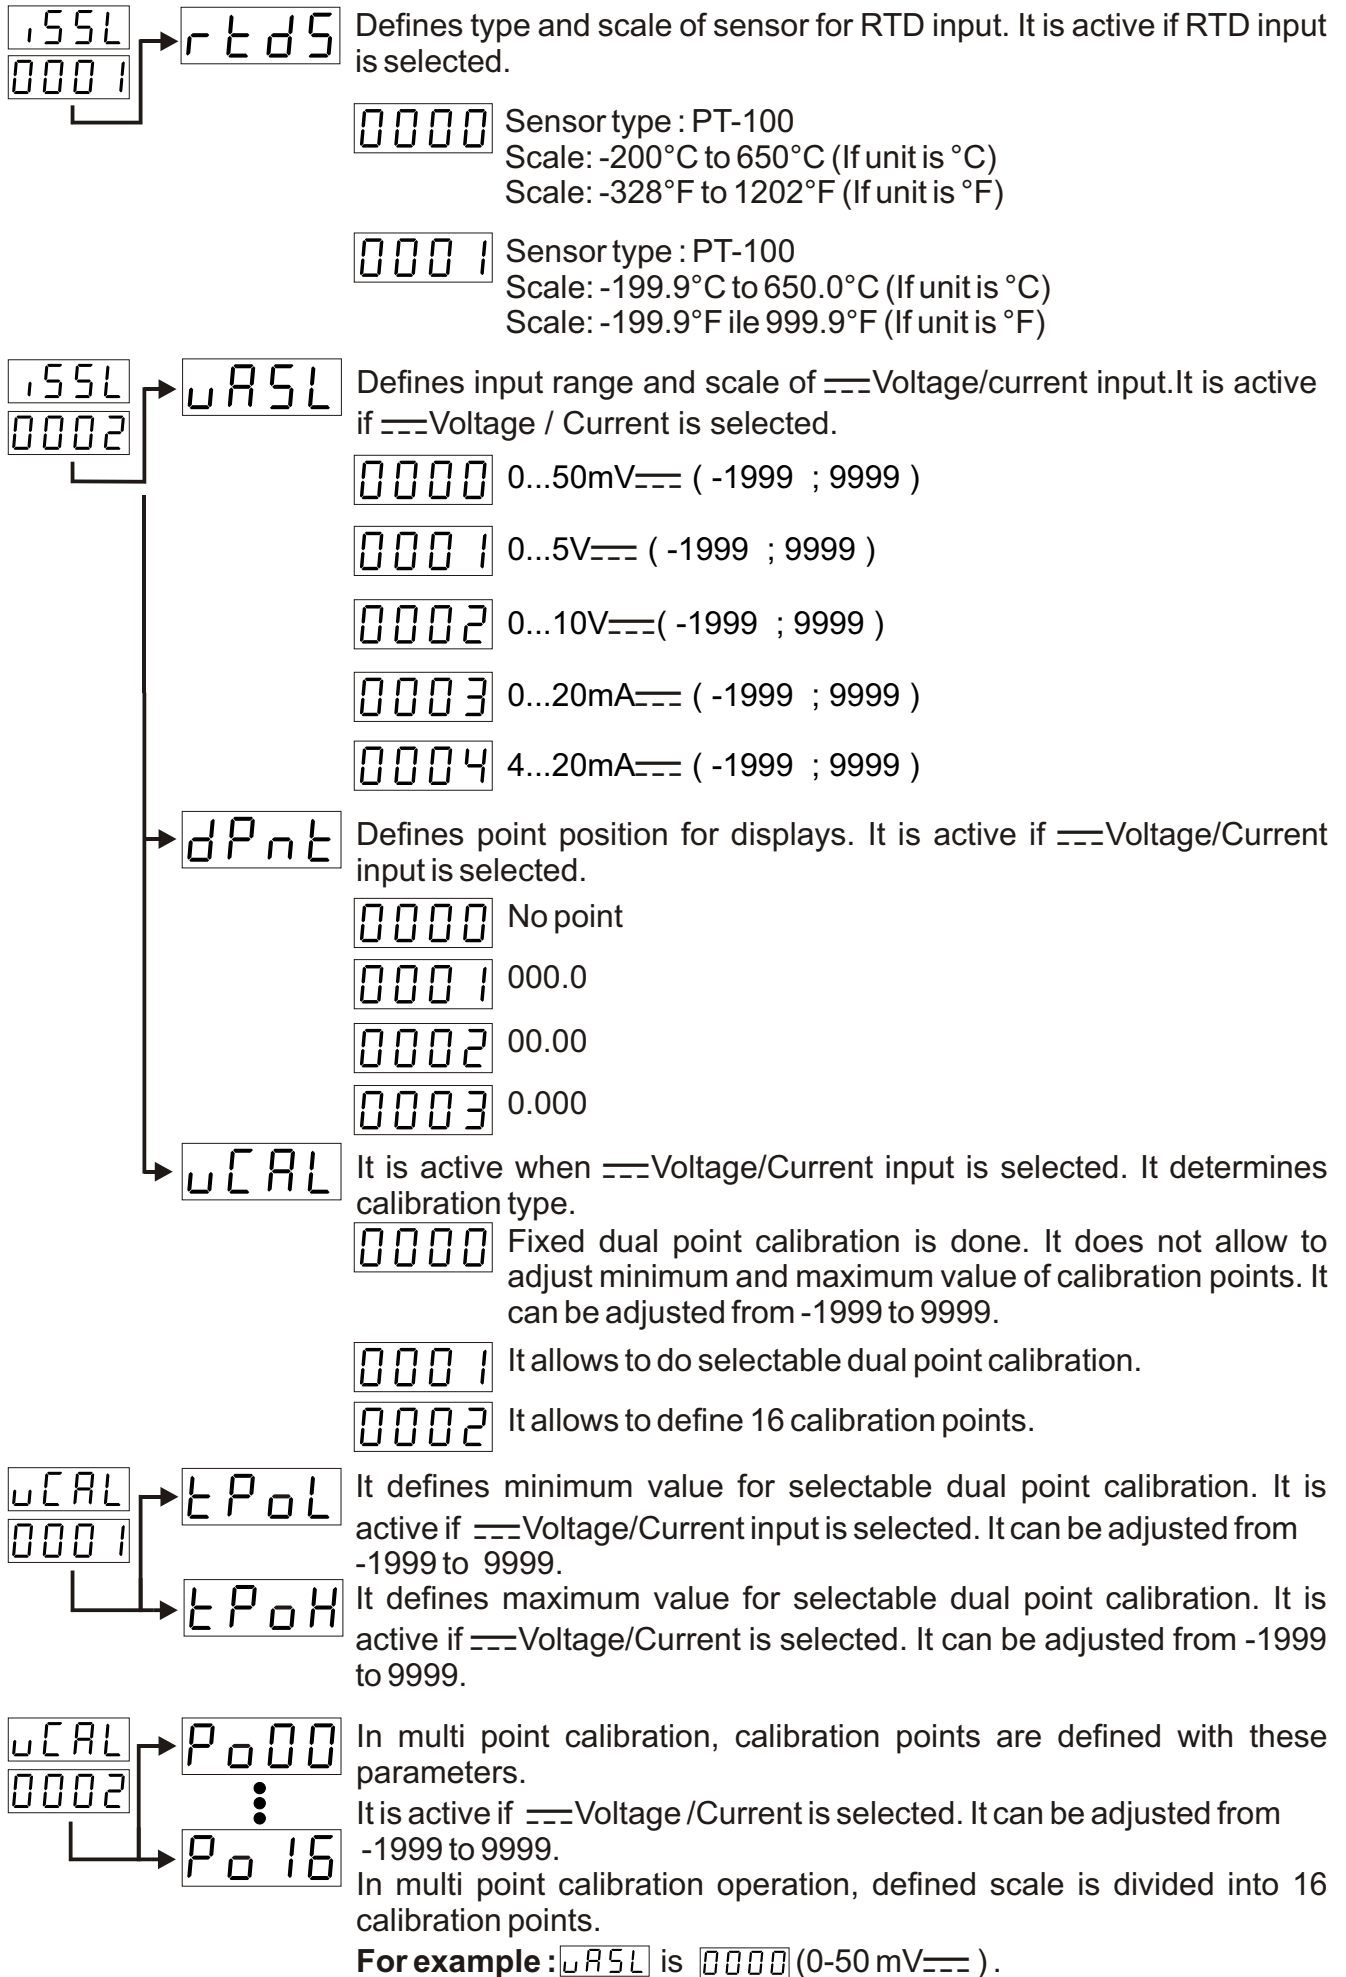 iSSL
0001
rtdS
Defines type and scale of sensor for RTD input. It is active if RTD input
is selected.
0000
Sensor type : PT-100
Scale: -200°C to 650°C (If unit is °C)
Scale: -328°F to 1202°F (If unit is °F)
0001
Sensor type : PT-100
Scale: -199.9°C to 650.0°C (If unit is °C)
Scale: -199.9°F ile 999.9°F (If unit is °F)
iSSL
0002
uASL
Defines input range and scale of ⎓Voltage/current input.It is active
if ⎓Voltage / Current is selected.
0000 0...50mV⎓ ( -1999 ; 9999 )
0001 0...5V⎓ ( -1999 ; 9999 )
0002 0...10V⎓( -1999 ; 9999 )
0003 0...20mA⎓ ( -1999 ; 9999 )
0004 4...20mA⎓ ( -1999 ; 9999 )
dPnt
Defines point position for displays. It is active if ⎓Voltage/Current
input is selected.
0000 No point
0001 000.0
0002 00.00
0003 0.000
uCAL
It is active when ⎓Voltage/Current input is selected. It determines
calibration type.
0000 Fixed dual point calibration is done. It does not allow to
adjust minimum and maximum value of calibration points. It
can be adjusted from -1999 to 9999.
0001 It allows to do selectable dual point calibration.
0002 It allows to define 16 calibration points.
uCAL
0001
tPoL
It defines minimum value for selectable dual point calibration. It is
active if ⎓Voltage/Current input is selected. It can be adjusted from
-1999 to 9999.
tPoH
It defines maximum value for selectable dual point calibration. It is
active if ⎓Voltage/Current is selected. It can be adjusted from -1999
to 9999.
uCAL
0002
Po00
In multi point calibration, calibration points are defined with these
parameters.
It is active if ⎓Voltage /Current is selected. It can be adjusted from
-1999 to 9999.
Po16
In multi point calibration operation, defined scale is divided into 16
calibration points.
For example : uASL is 0000 (0-50 mV⎓ ) .